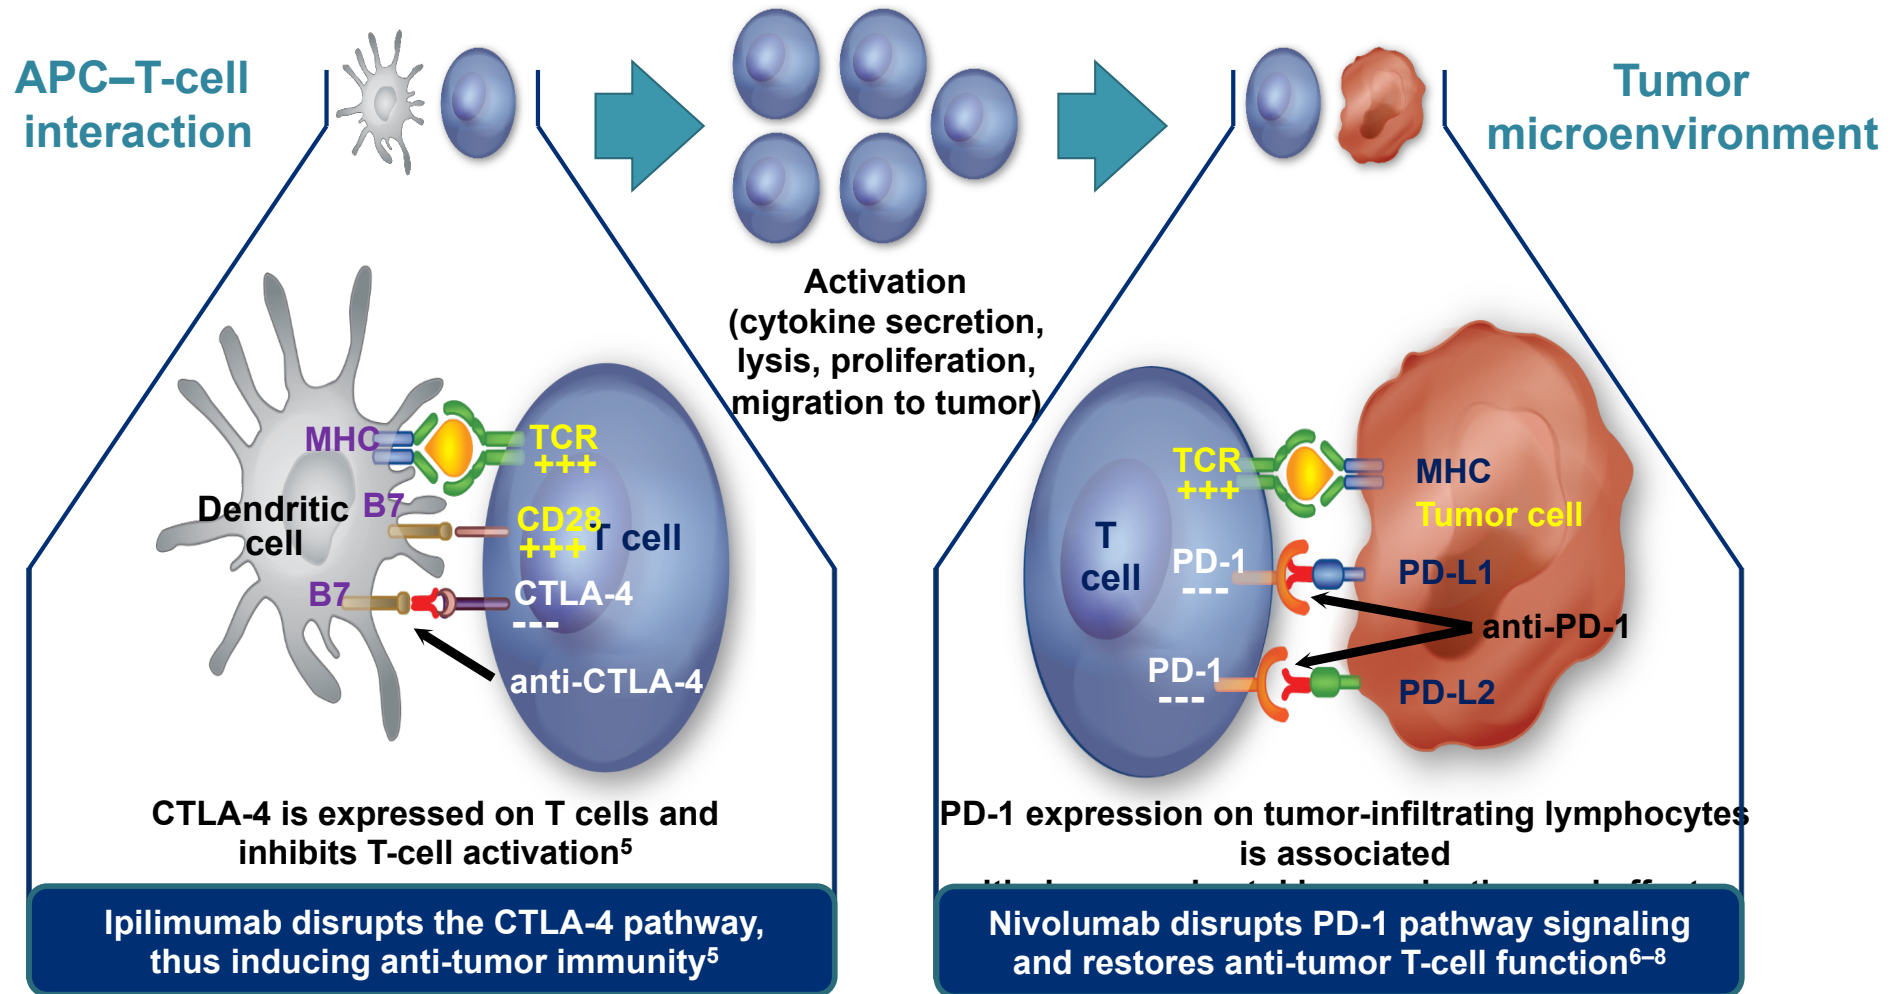 APC–T-cell
interaction
Tumor
microenvironment
Activation
(cytokine secretion,
lysis, proliferation,
migration to tumor)
MHC
TCR
+++
Dendritic
cell
B7
CD28
+++
T cell
B7
CTLA-4
---
anti-CTLA-4
CTLA-4 is expressed on T cells and
inhibits T-cell activation5
Ipilimumab disrupts the CTLA-4 pathway,
thus inducing anti-tumor immunity5
TCR
+++
MHC
Tumor cell
T
cell
PD-1
---
PD-L1
anti-PD-1
PD-1
---
PD-L2
PD-1 expression on tumor-infiltrating lymphocytes
is associated
Nivolumab disrupts PD-1 pathway signaling
and restores anti-tumor T-cell function6–8